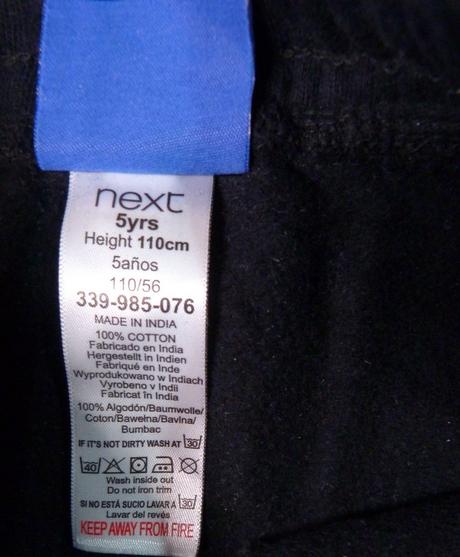 next
5yrs
Height 110cm
5años
110/56
339-985-076
MADE IN INDIA
100% COTTON
Fabricado en India
Hergestellt in Indien
Fabriqué en Inde
Wyprodukowano w Indiach
Vyrobeno v Indii
Fabricat în India
100% Algodón/Baumwolle/
Coton/Bawełna/Bavlna/
Bumbac
IF IT'S NOT DIRTY WASH AT 30
40
Wash inside out
Do not iron trim
SI NO ESTÁ SUCIO LAVAR A 30
Lavar del revés
KEEP AWAY FROM FIRE